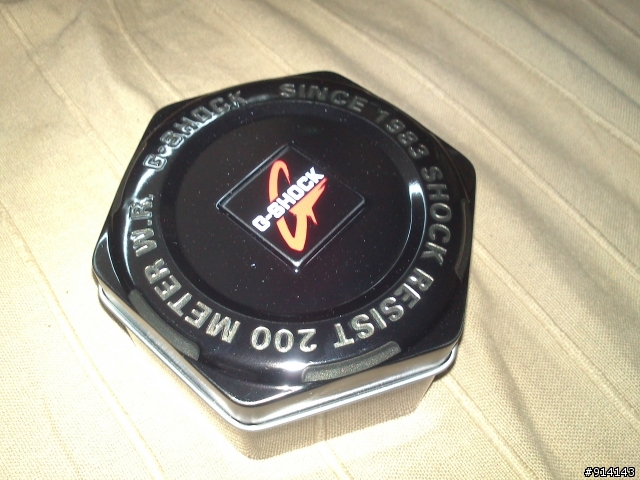 G-SHOCK SINCE 1983 SHOCK RESIST 200 METER W.R.
G-SHOCK
#914143